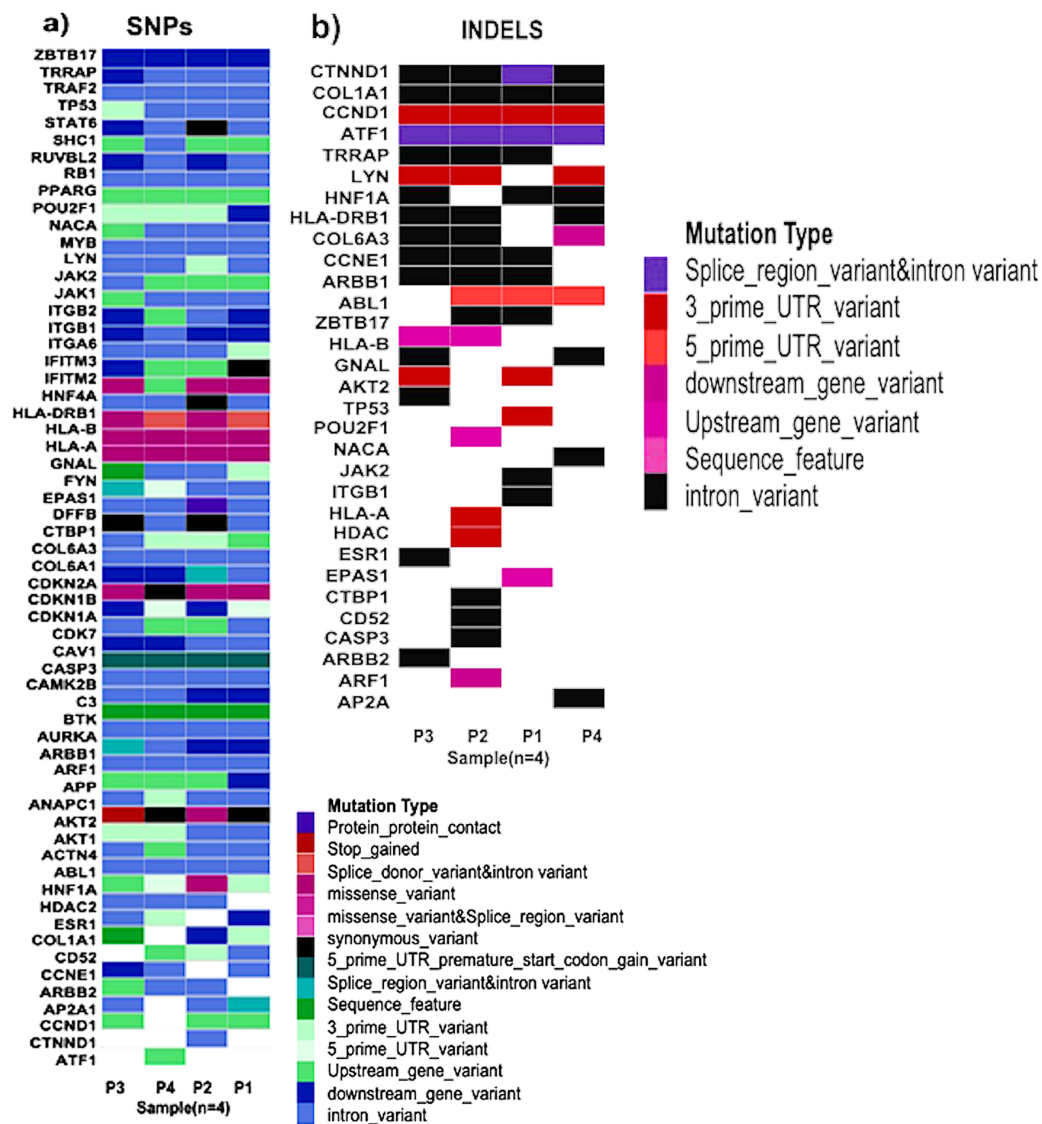 a)
SNPs
ZBTB17
TRRAP
TRAF2
TP53
STAT6
SHC1
RUVBL2
RB1
PPARG
POU2F1
NACA
MYB
LYN
JAK2
JAK1
ITGB2
ITGB1
ITGA6
IFITM3
IFITM2
HNF4A
HLA-DRB1
HLA-B
HLA-A
GNAL
FYN
EPAS1
DFFB
CTBP1
COL6A3
COL6A1
CDKN2A
CDKN1B
CDKN1A
CDK7
CAV1
CASP3
CAMK2B
C3
BTK
AURKA
ARBB1
ARF1
APP
ANAPC1
AKT2
AKT1
ACTN4
ABL1
HNF1A
HDAC2
ESR1
COL1A1
CD52
CCNE1
ARBB2
AP2A1
CCND1
CTNND1
ATF1
P3 P4 P2 P1
Sample(n=4)
b)
INDELS
CTNND1
COL1A1
CCND1
ATF1
TRRAP
LYN
HNF1A
HLA-DRB1
COL6A3
CCNE1
ARBB1
ABL1
ZBTB17
HLA-B
GNAL
AKT2
TP53
POU2F1
NACA
JAK2
ITGB1
HLA-A
HDAC
ESR1
EPAS1
CTBP1
CD52
CASP3
ARBB2
ARF1
AP2A
P3 P2 P1 P4
Sample(n=4)
Mutation Type
Splice_region_variant&intron variant
3_prime_UTR_variant
5_prime_UTR_variant
downstream_gene_variant
Upstream_gene_variant
Sequence_feature
intron_variant
Mutation Type
Protein_protein_contact
Stop_gained
Splice_donor_variant&intron variant
missense_variant
missense_variant&Splice_region_variant
synonymous_variant
5_prime_UTR_premature_start_codon_gain_variant
Splice_region_variant&intron variant
Sequence_feature
3_prime_UTR_variant
5_prime_UTR_variant
Upstream_gene_variant
downstream_gene_variant
intron_variant